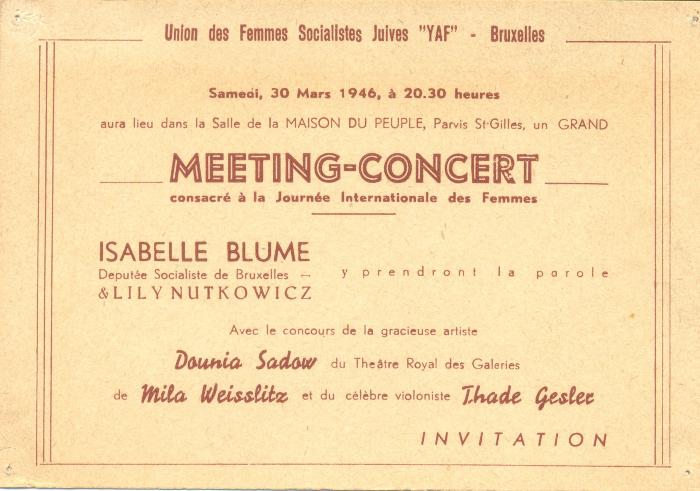 Union des Femmes Socialistes Juives "YAF" - Bruxelles
Samedi, 30 Mars 1946, à 20.30 heures
aura lieu dans la Salle de la MAISON DU PEUPLE, Parvis St-Gilles, un GRAND
MEETING-CONCERT
consacré à la Journée Internationale des Femmes
ISABELLE BLUME
Deputée Socialiste de Bruxelles — y prendront la parole
& LILY NUTKOWICZ
Avec le concours de la gracieuse artiste
Dounia Sadow du Theâtre Royal des Galeries
de Mila Weisslitz et du célèbre violoniste Thade Gesler
INVITATION